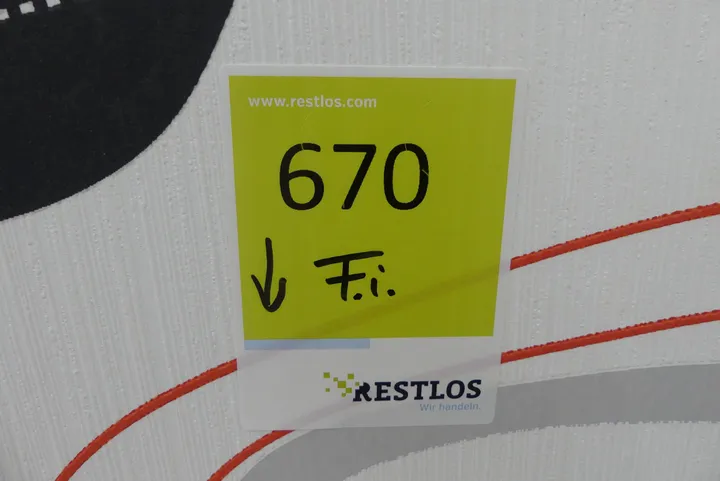 www.restlos.com
670
↓ F.i.
RESTLOS
Wir handeln.